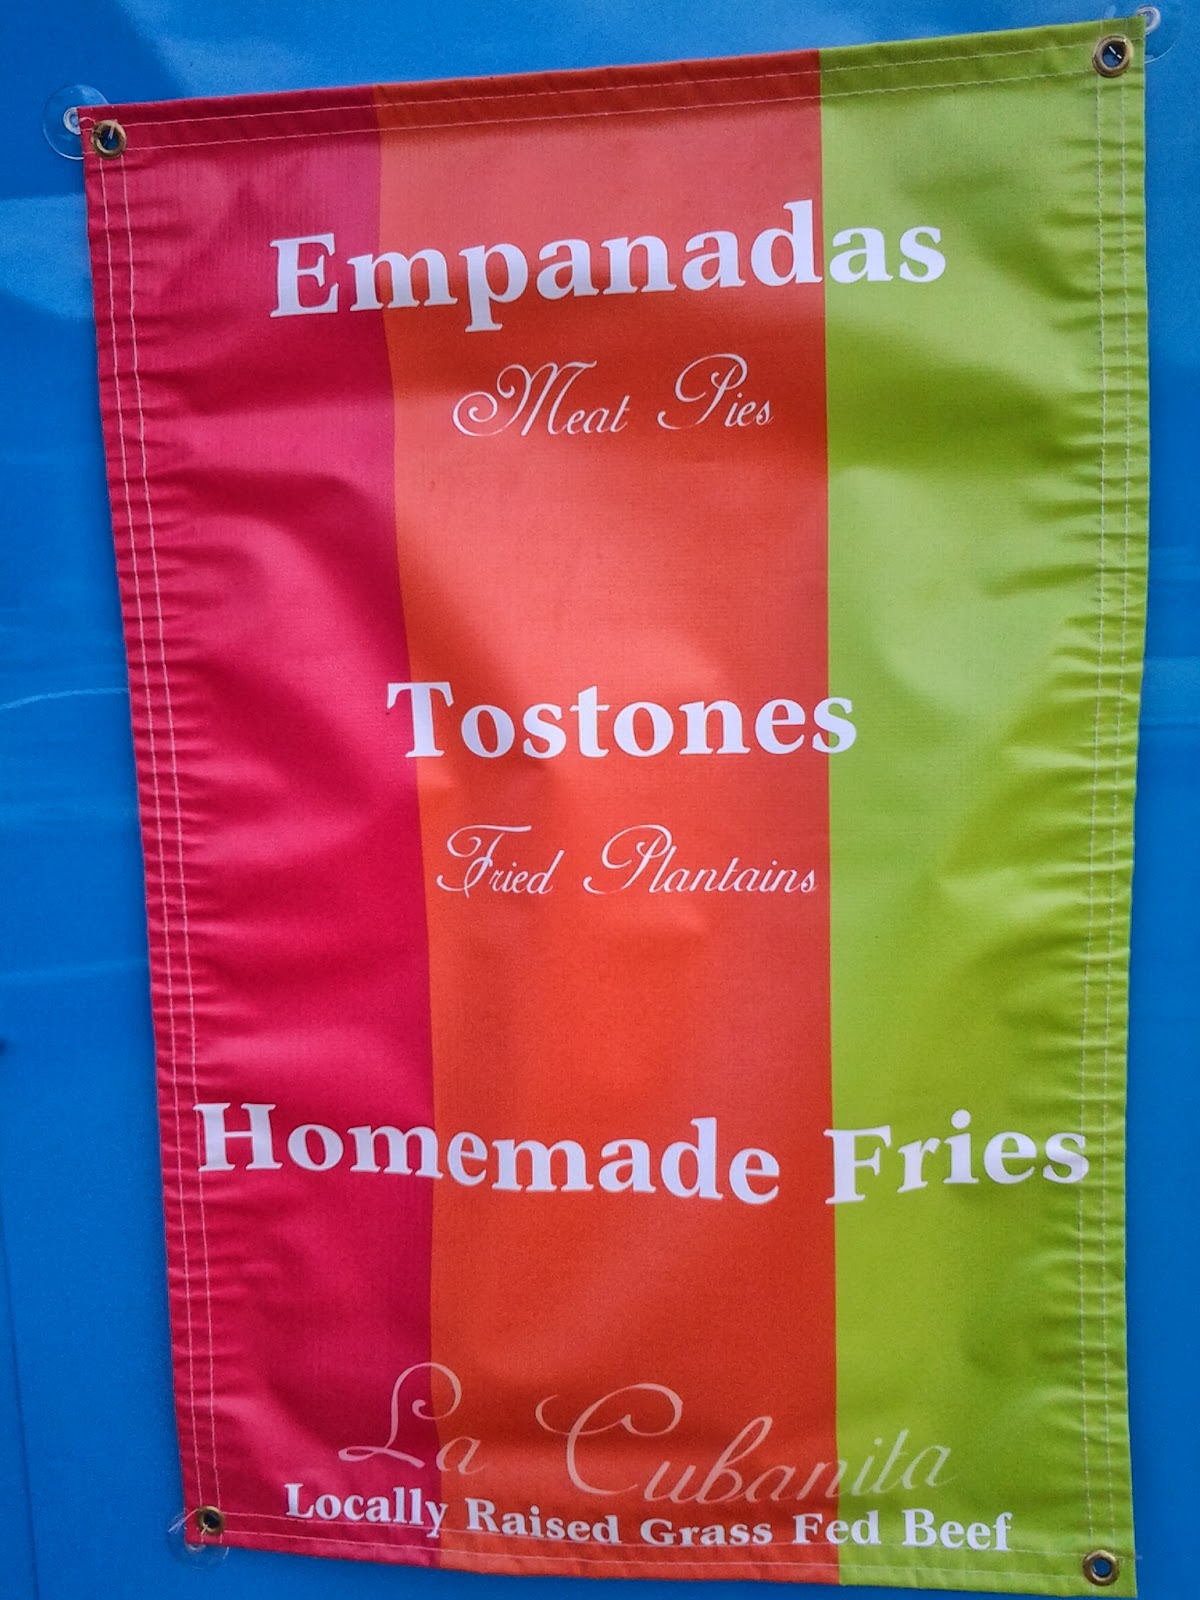 Empanadas
Meat Pies
Tostones
Fried Plantains
Homemade Fries
La Cubanita
Locally Raised Grass Fed Beef